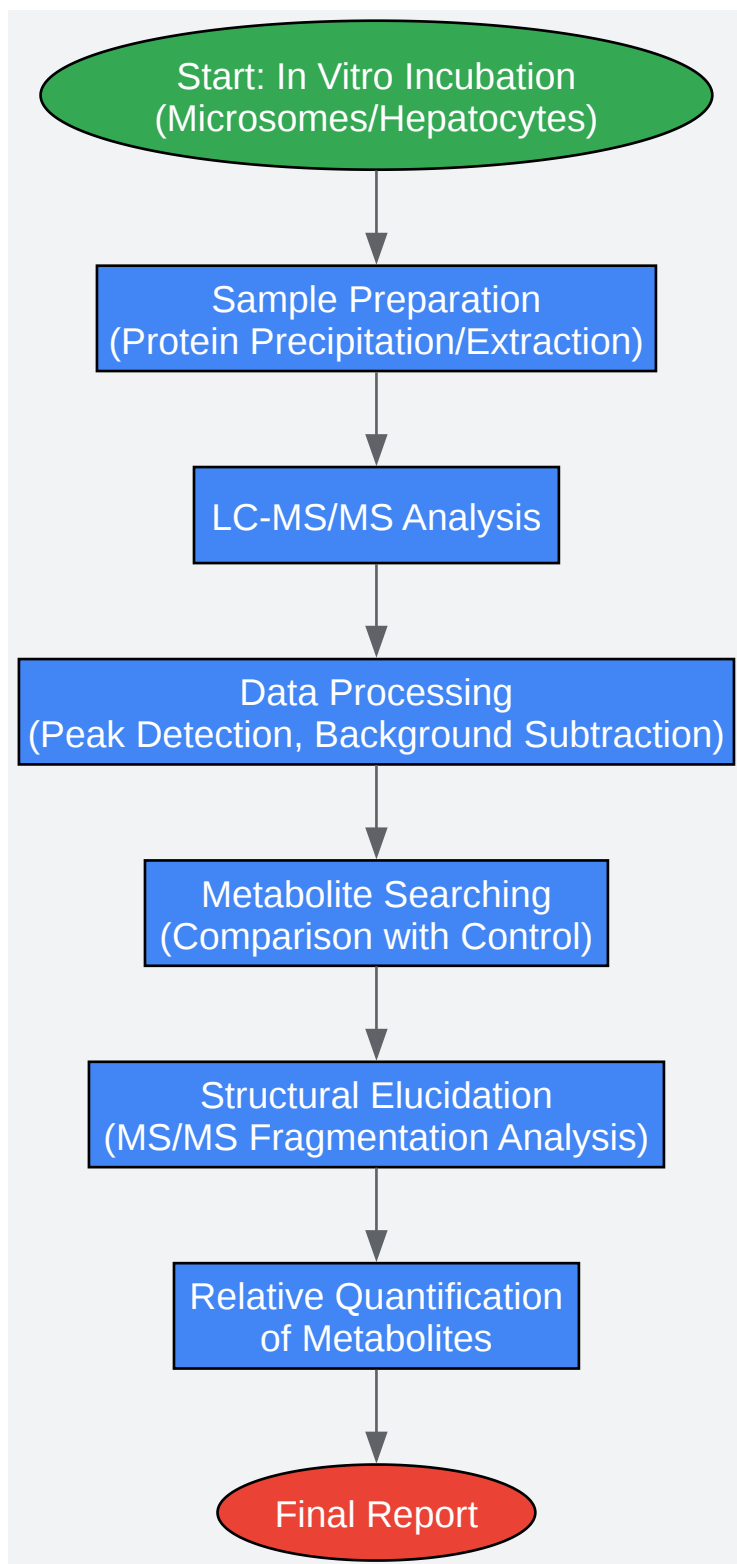 Start: In Vitro Incubation
(Microsomes/Hepatocytes)
Sample Preparation
(Protein Precipitation/Extraction)
LC-MS/MS Analysis
Data Processing
(Peak Detection, Background Subtraction)
Metabolite Searching
(Comparison with Control)
Structural Elucidation
(MS/MS Fragmentation Analysis)
Relative Quantification
of Metabolites
Final Report